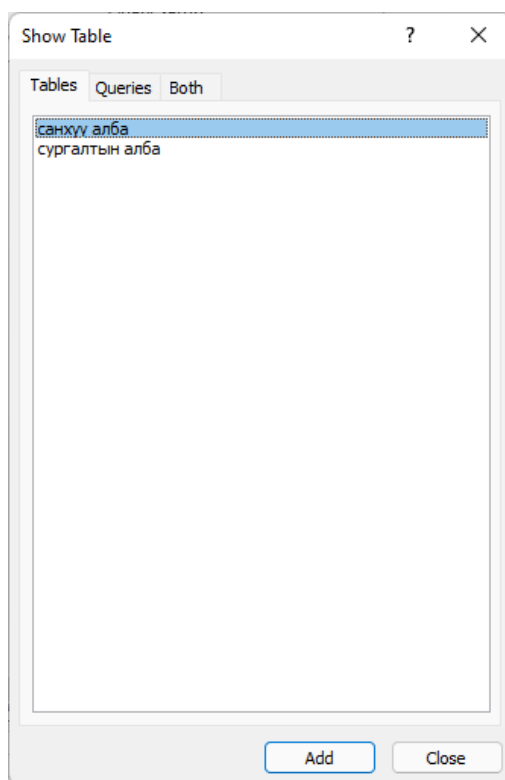 Show Table ?
Tables Queries Both
санхүү алба
сургалтын алба
Add Close